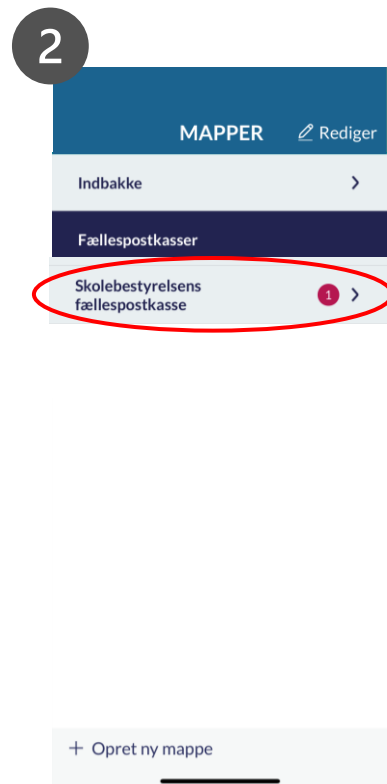 2
MAPPER Rediger
Indbakke
Fællespostkasser
Skolebestyrelsens
fællespostkasse
1
+ Opret ny mappe